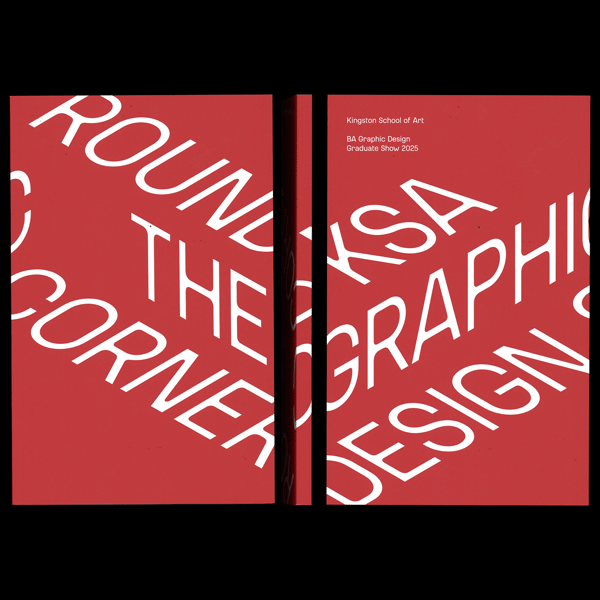 ROUND
THE
CORNER
Kingston School of Art
BA Graphic Design
Graduate Show 2025
KSA
GRAPHIC
DESIGN